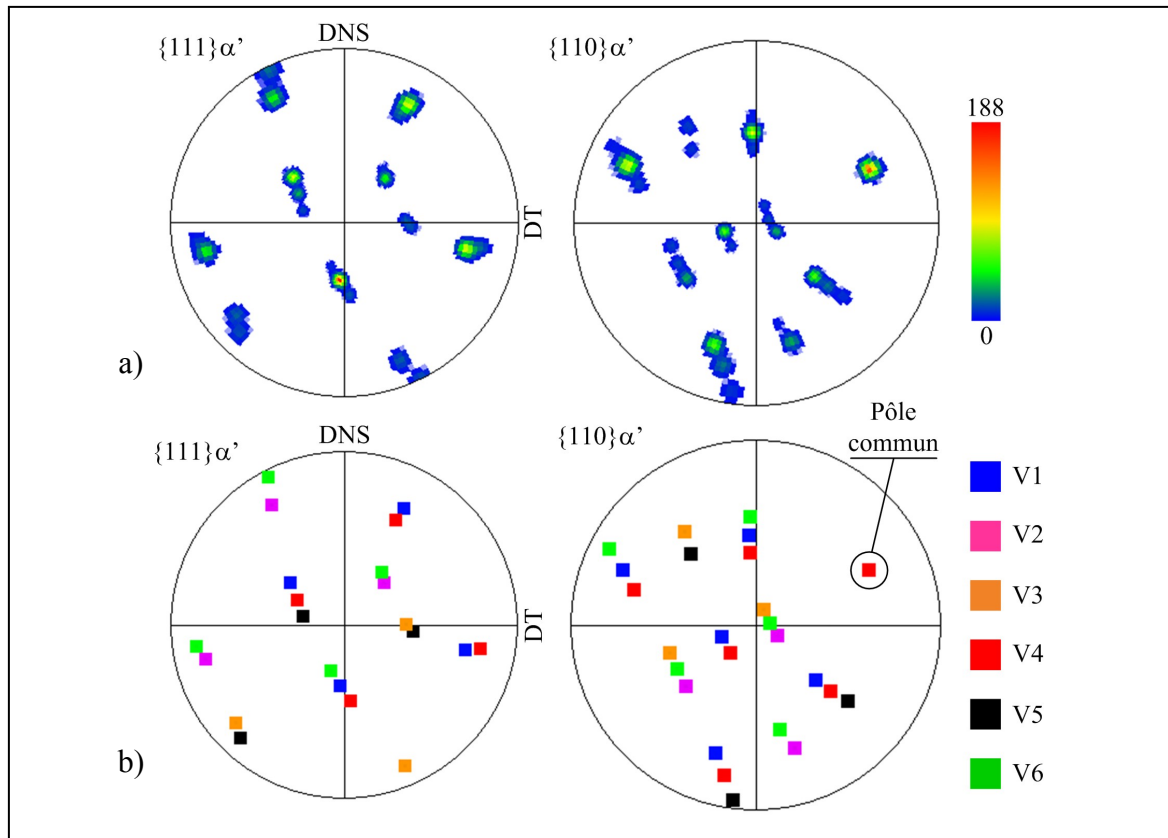 {111}α’
DNS
DT
{110}α’
188
0
a)
{111}α’
DNS
DT
{110}α’
Pôle
commun
V1
V2
V3
V4
V5
V6
b)